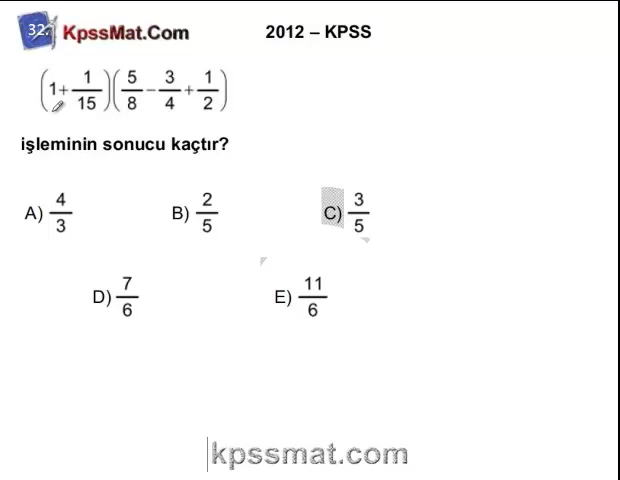 32. KpssMat.Com 2012 – KPSS
(1+1/15)(5/8−3/4+1/2)
işleminin sonucu kaçtır?
A) 4/3 B) 2/5 C) 3/5
D) 7/6 E) 11/6
kpssmat.com